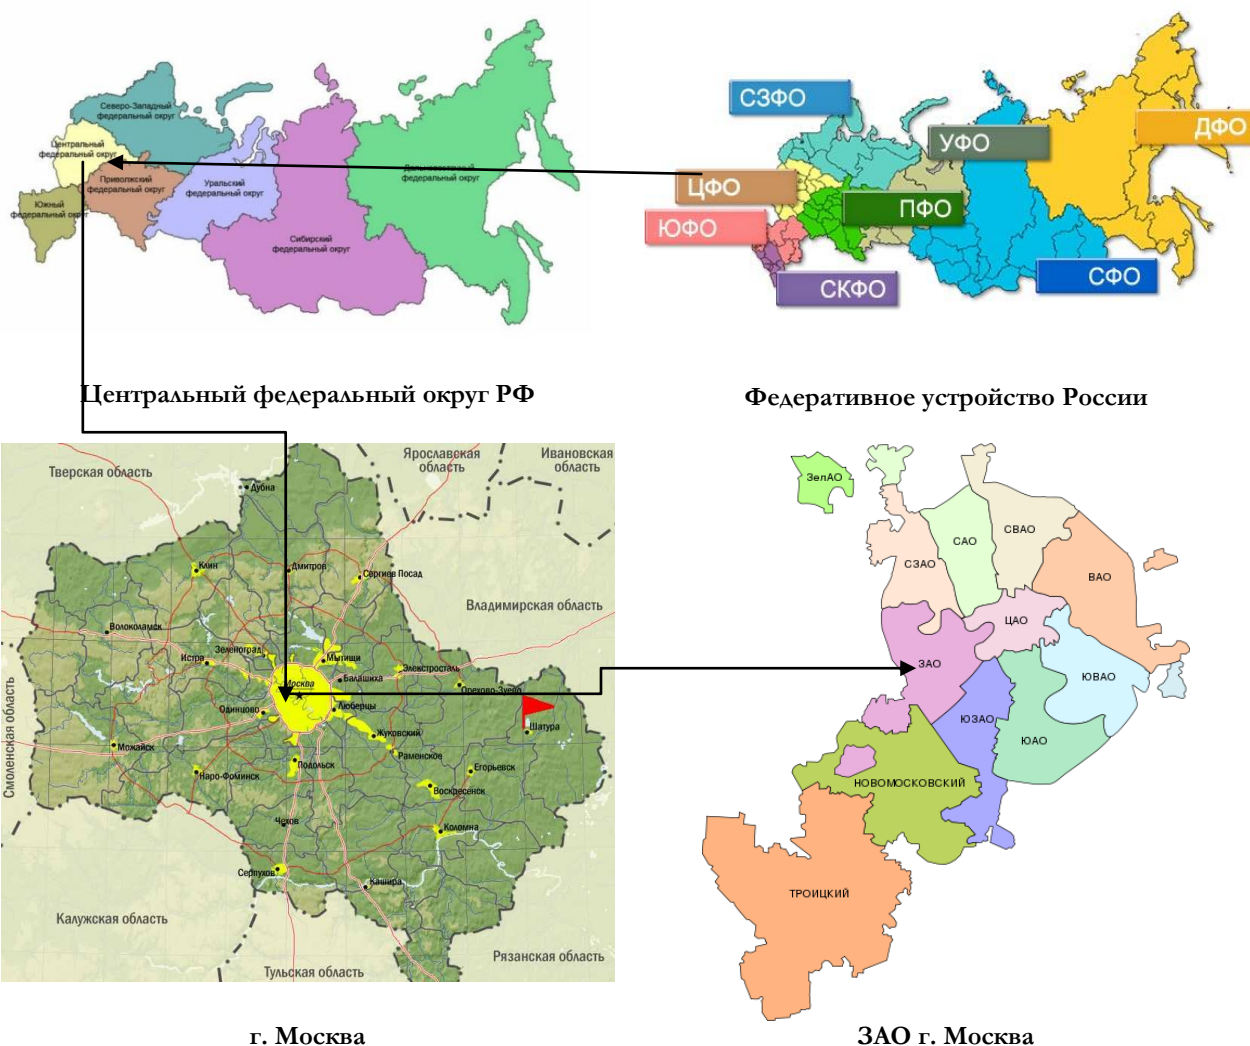 Северо-Западный
федеральный округ
Центральный
федеральный округ
Приволжский
федеральный округ
Южный
федеральный округ
Уральский
федеральный округ
Сибирский
федеральный округ
Дальневосточный
федеральный округ
СЗФО
УФО
ДФО
ЦФО
ПФО
ЮФО
СКФО
СФО
Центральный федеральный округ РФ
Федеративное устройство России
Тверская область
Ярославская
область
Ивановская
область
Дубна
Клин
Дмитров
Сергиев Посад
Владимирская область
Волоколамск
Зеленоград
Истра
Мытищи
Электросталь
Москва
Балашиха
Орехово-Зуево
Одинцово
Люберцы
Шатура
Смоленская область
Можайск
Жуковский
Раменское
Наро-Фоминск
Подольск
Егорьевск
Воскресенск
Чехов
Коломна
Серпухов
Кашира
Калужская область
Тульская область
Рязанская область
ЗелАО
САО
СВАО
СЗАО
ВАО
ЦАО
ЗАО
ЮВАО
ЮЗАО
ЮАО
НОВОМОСКОВСКИЙ
ТРОИЦКИЙ
г. Москва
ЗАО г. Москва